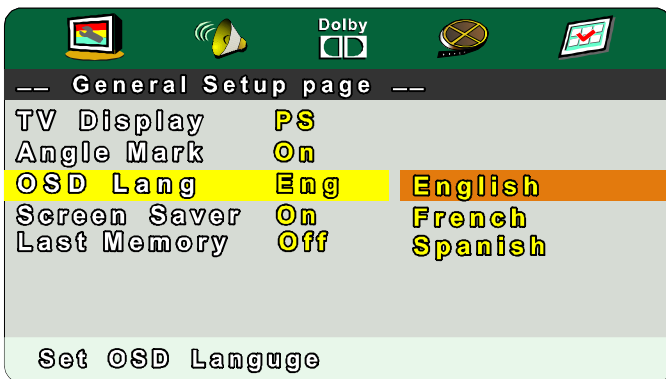 Dolby
-- General Setup page --
TV Display PS
Angle Mark On
OSD Lang Eng English
Screen Saver On French
Last Memory Off Spanish
Set OSD Languge